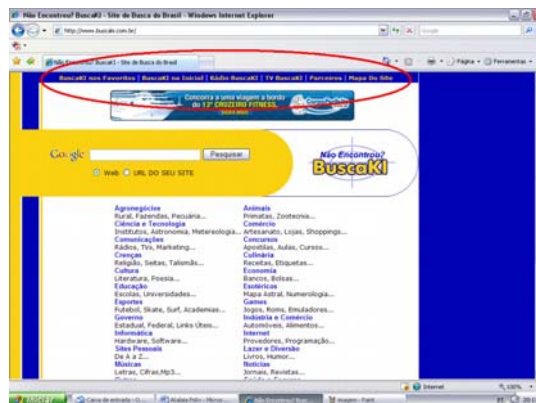 Não Encontrou? BuscaKI - Site de Busca do Brasil - Windows Internet Explorer
http://www.buscaki.com.br/
Google
Não Encontrou? BuscaKI - Site de Busca do Brasil
Página
Ferramentas
BuscaKI nos Favoritos | BuscaKI na Inicial | Rádio BuscaKI | TV BuscaKI | Parceiros | Mapa Do Site
Concorra a uma viagem a bordo
do 13º CRUZEIRO FITNESS.
Google
Pesquisar
Web
URL DO SEU SITE
Não Encontrou?
BuscaKI
Agronegócios
Rural, Fazendas, Pecuária...
Ciência e Tecnologia
Institutos, Astronomia, Metereologia...
Comunicações
Rádios, TVs, Marketing...
Crenças
Religião, Seitas, Talismãs...
Cultura
Literatura, Poesia...
Educação
Escolas, Universidades...
Esportes
Futebol, Skate, Surf, Academias...
Governo
Estadual, Federal, Links Úteis...
Informática
Hardware, Software...
Sites Pessoais
De A a Z...
Músicas
Letras, Cifras,Mp3...
Animais
Primatas, Zootecnia...
Comércio
Artesanato, Lojas, Shoppings...
Concursos
Apostilas, Aulas, Cursos...
Culinária
Receitas, Etiquetas...
Economia
Bancos, Bolsas...
Esotéricos
Mapa Astral, Numerologia...
Games
Jogos, Roms, Emuladores...
Indústria e Comércio
Automóveis, Alimentos...
Internet
Provedores, Programação...
Lazer e Diversão
Livros, Humor...
Notícias
Jornais, Revistas...
Internet
100%
Caixa de entrada - O...
imagem - Paint
PT